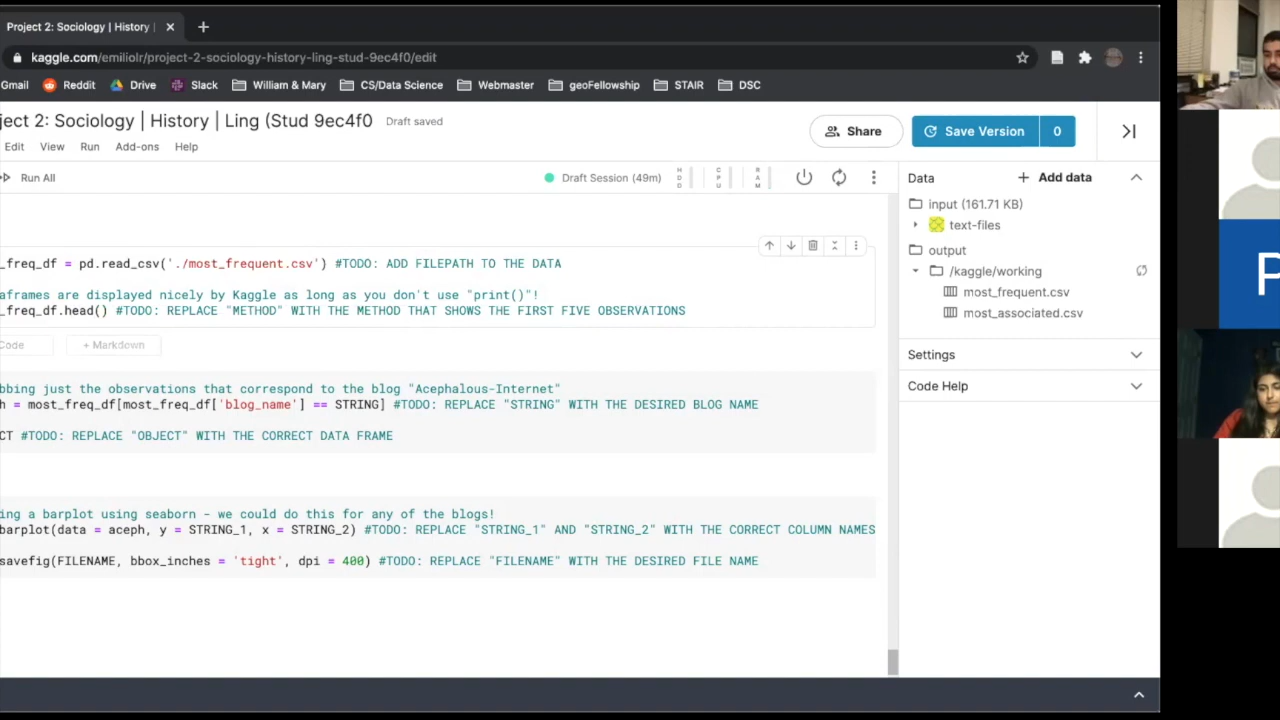 Project 2: Sociology | History |
kaggle.com/emiliolr/project-2-sociology-history-ling-stud-9ec4f0/edit
Gmail Reddit Drive Slack William & Mary CS/Data Science Webmaster geoFellowship STAIR DSC
ject 2: Sociology | History | Ling (Stud 9ec4f0 Draft saved
Share Save Version 0
Edit View Run Add-ons Help
Run All Draft Session (49m) HDD CPU RAM
Data + Add data
input (161.71 KB)
text-files
output
/kaggle/working
most_frequent.csv
most_associated.csv
Settings
Code Help
_freq_df = pd.read_csv('./most_frequent.csv') #TODO: ADD FILEPATH TO THE DATA
aframes are displayed nicely by Kaggle as long as you don't use "print()"!
_freq_df.head() #TODO: REPLACE "METHOD" WITH THE METHOD THAT SHOWS THE FIRST FIVE OBSERVATIONS
Code + Markdown
bbing just the observations that correspond to the blog "Acephalous-Internet"
h = most_freq_df[most_freq_df['blog_name'] == STRING] #TODO: REPLACE "STRING" WITH THE DESIRED BLOG NAME
CT #TODO: REPLACE "OBJECT" WITH THE CORRECT DATA FRAME
ing a barplot using seaborn - we could do this for any of the blogs!
barplot(data = aceph, y = STRING_1, x = STRING_2) #TODO: REPLACE "STRING_1" AND "STRING_2" WITH THE CORRECT COLUMN NAMES
savefig(FILENAME, bbox_inches = 'tight', dpi = 400) #TODO: REPLACE "FILENAME" WITH THE DESIRED FILE NAME
P